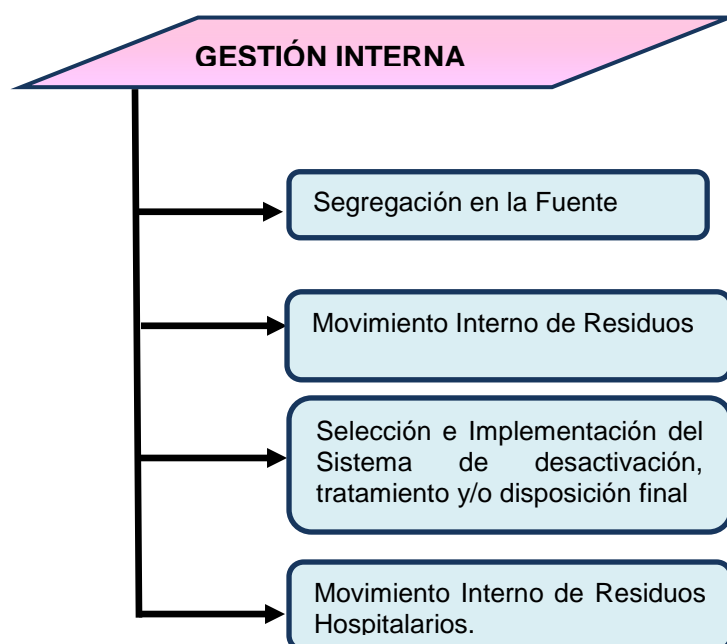 GESTIÓN INTERNA
Segregación en la Fuente
Movimiento Interno de Residuos
Selección e Implementación del
Sistema de desactivación,
tratamiento y/o disposición final
Movimiento Interno de Residuos
Hospitalarios.